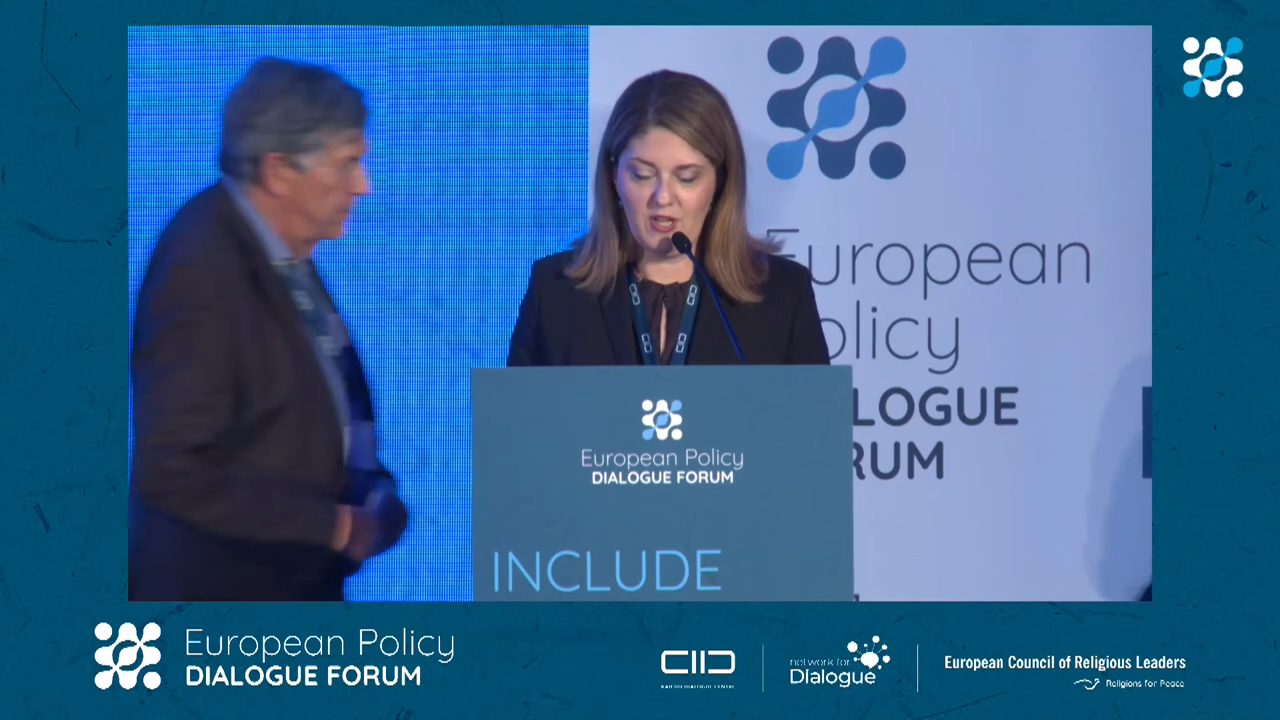 European
olicy
LOGUE
RUM
European Policy
DIALOGUE FORUM
INCLUDE
European Policy
DIALOGUE FORUM
CIID
network for
Dialogue
European Council of Religious Leaders
Religions for Peace